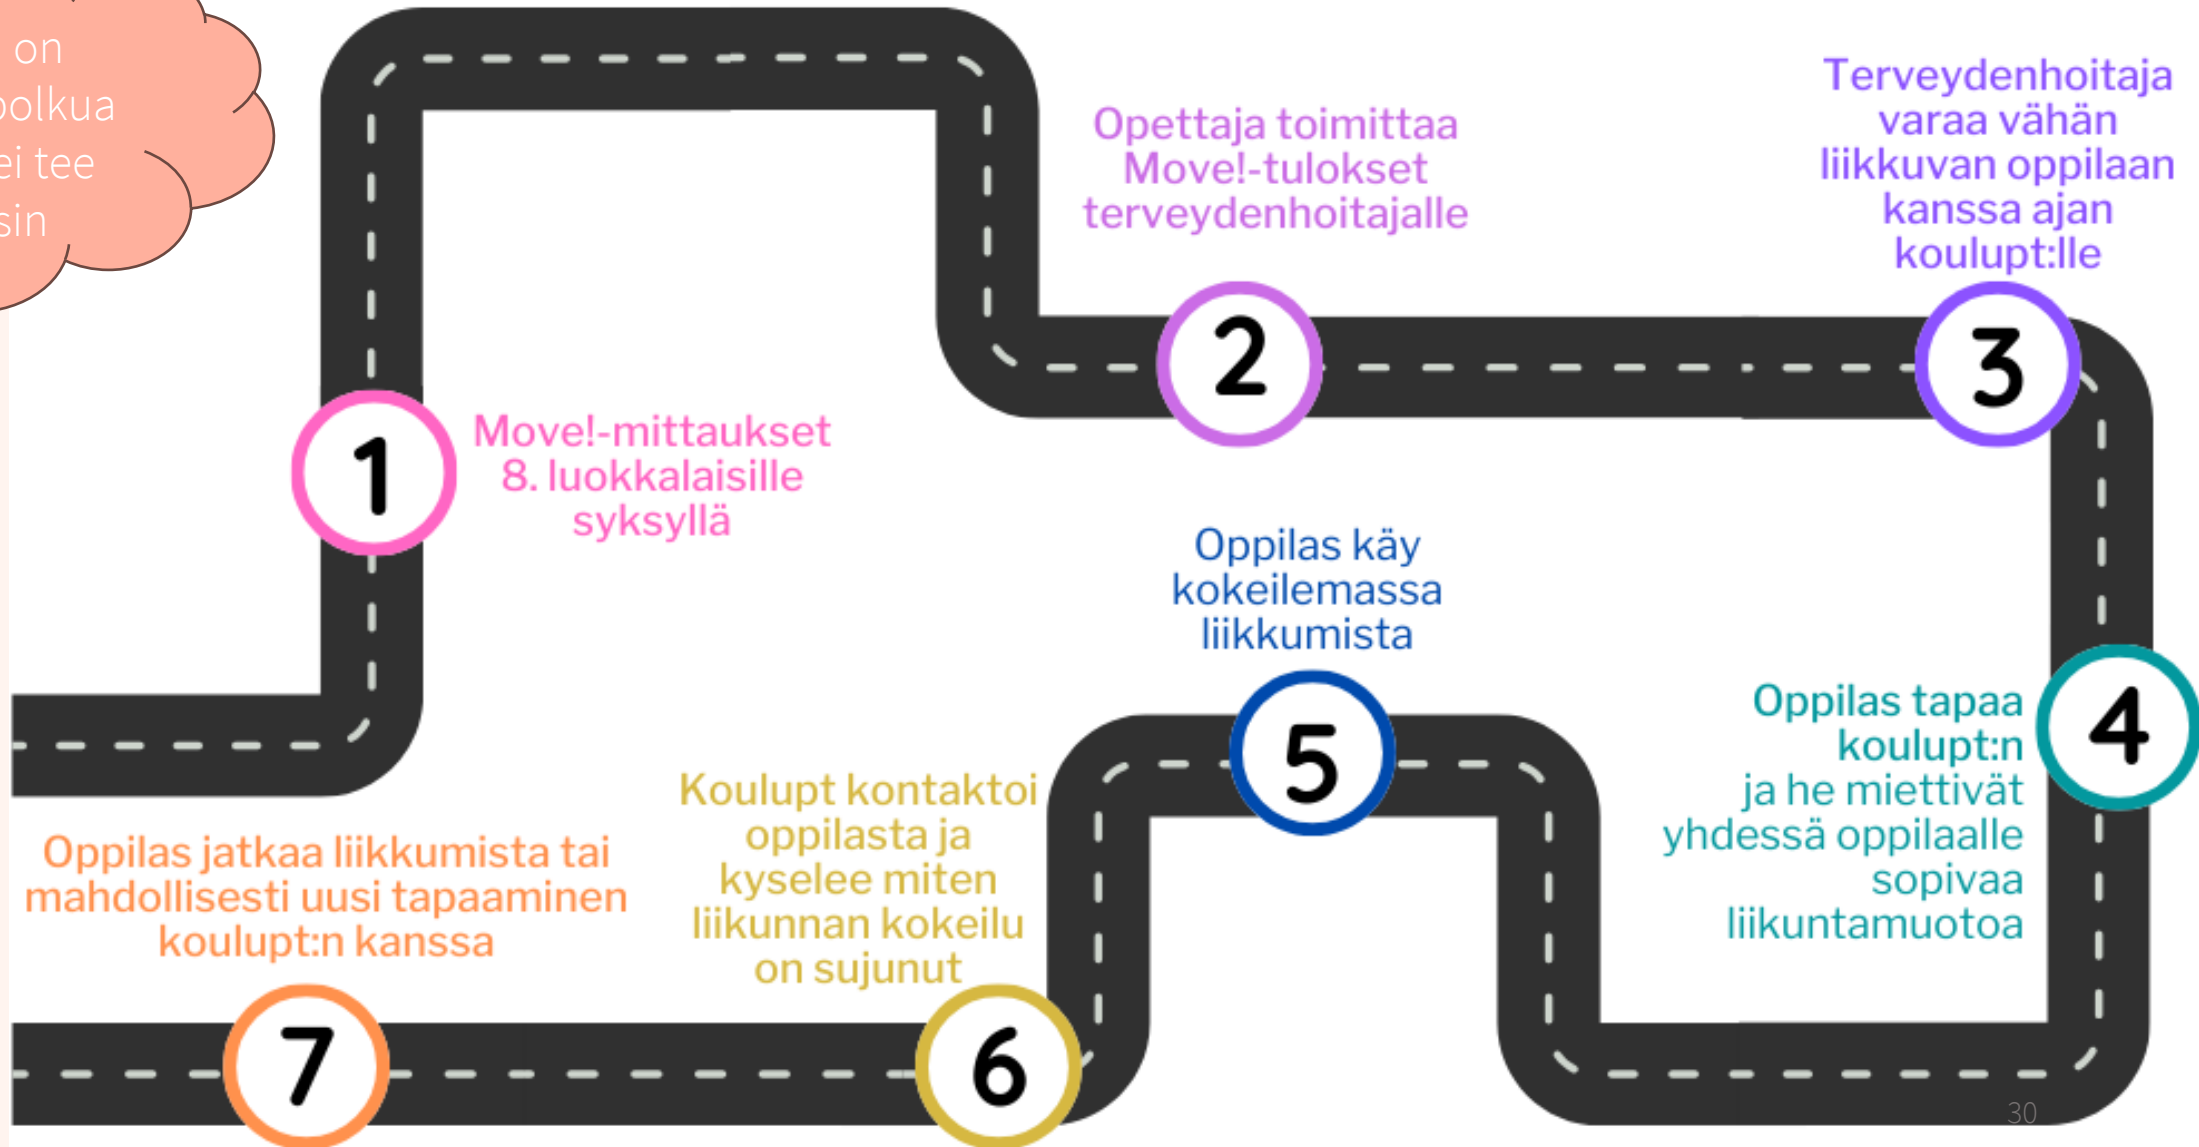 on
polkua
ei tee
sin
1
Move!-mittaukset
8. luokkalaisille
syksyllä
Opettaja toimittaa
Move!-tulokset
terveydenhoitajalle
2
Terveydenhoitaja
varaa vähän
liikkuvan oppilaan
kanssa ajan
koulupt:lle
3
Oppilas tapaa
koulupt:n
ja he miettivät
yhdessä oppilaalle
sopivaa
liikuntamuotoa
4
Oppilas käy
kokeilemassa
liikkumista
5
Koulupt kontaktoi
oppilasta ja
kyselee miten
liikunnan kokeilu
on sujunut
6
Oppilas jatkaa liikkumista tai
mahdollisesti uusi tapaaminen
koulupt:n kanssa
7
30